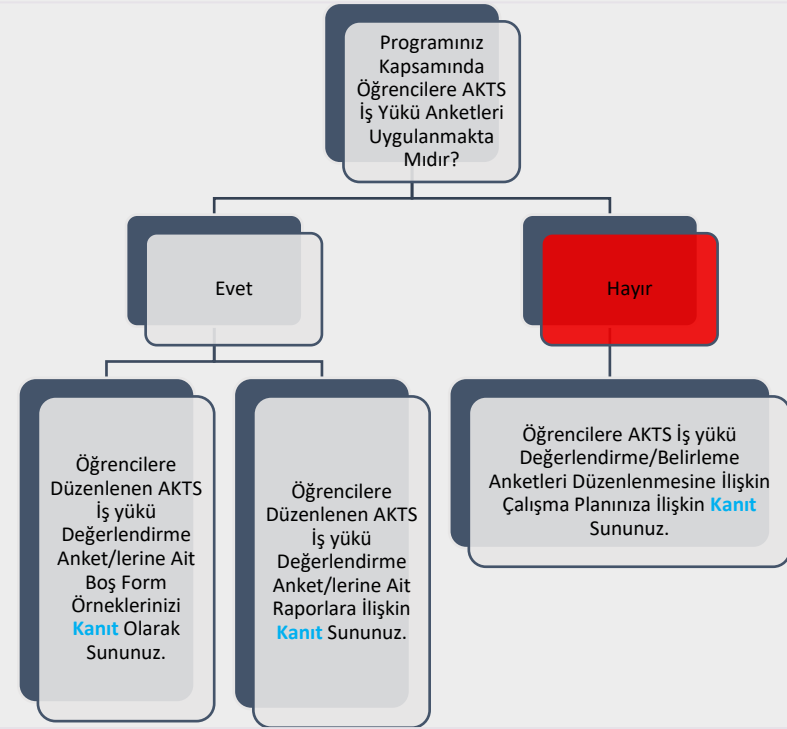 Programınız
Kapsamında
Öğrencilere AKTS
İş Yükü Anketleri
Uygulanmakta
Mıdır?
Evet
Hayır
Öğrencilere
Düzenlenen AKTS
İş yükü
Değerlendirme
Anket/lerine Ait
Boş Form
Örneklerinizi
Kanıt Olarak
Sununuz.
Öğrencilere
Düzenlenen AKTS
İş yükü
Değerlendirme
Anket/lerine Ait
Raporlara İlişkin
Kanıt Sununuz.
Öğrencilere AKTS İş yükü
Değerlendirme/Belirleme
Anketleri Düzenlenmesine İlişkin
Çalışma Planınıza İlişkin Kanıt
Sununuz.